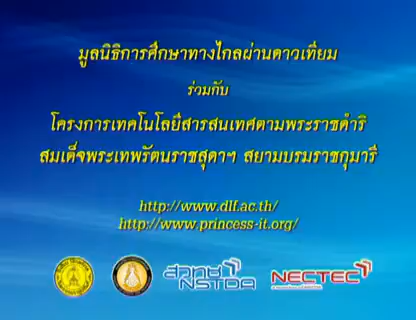 มูลนิธิการศึกษาทางไกลผ่านดาวเทียม
ร่วมกับ
โครงการเทคโนโลยีสารสนเทศตามพระราชดำริ
สมเด็จพระเทพรัตนราชสุดาฯ สยามบรมราชกุมารี
http://www.dlf.ac.th/
http://www.princess-it.org/
สวทช
NSTDA
NECTEC